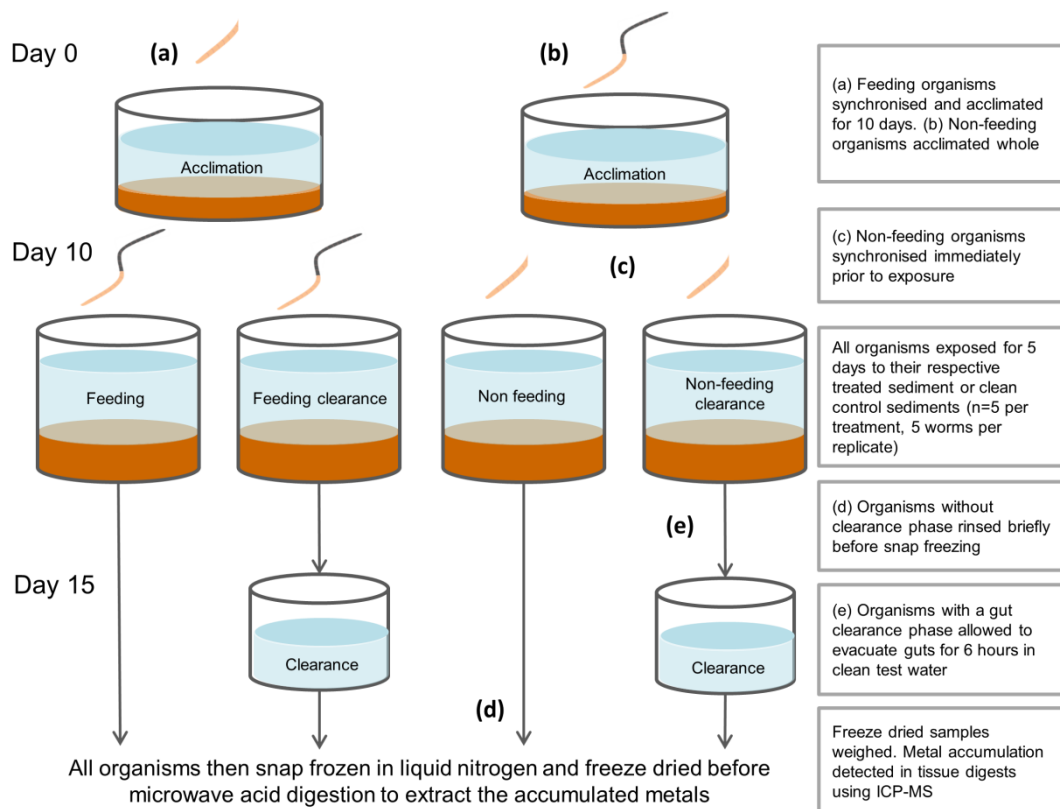 Day 0
(a)
(b)
Acclimation
Acclimation
(a) Feeding organisms
synchronised and acclimated
for 10 days. (b) Non-feeding
organisms acclimated whole
Day 10
(c)
(c) Non-feeding organisms
synchronised immediately
prior to exposure
Feeding
Feeding clearance
Non feeding
Non-feeding
clearance
All organisms exposed for 5
days to their respective
treated sediment or clean
control sediments (n=5 per
treatment, 5 worms per
replicate)
(e)
(d) Organisms without
clearance phase rinsed briefly
before snap freezing
Day 15
Clearance
Clearance
(e) Organisms with a gut
clearance phase allowed to
evacuate guts for 6 hours in
clean test water
(d)
All organisms then snap frozen in liquid nitrogen and freeze dried before
microwave acid digestion to extract the accumulated metals
Freeze dried samples
weighed. Metal accumulation
detected in tissue digests
using ICP-MS